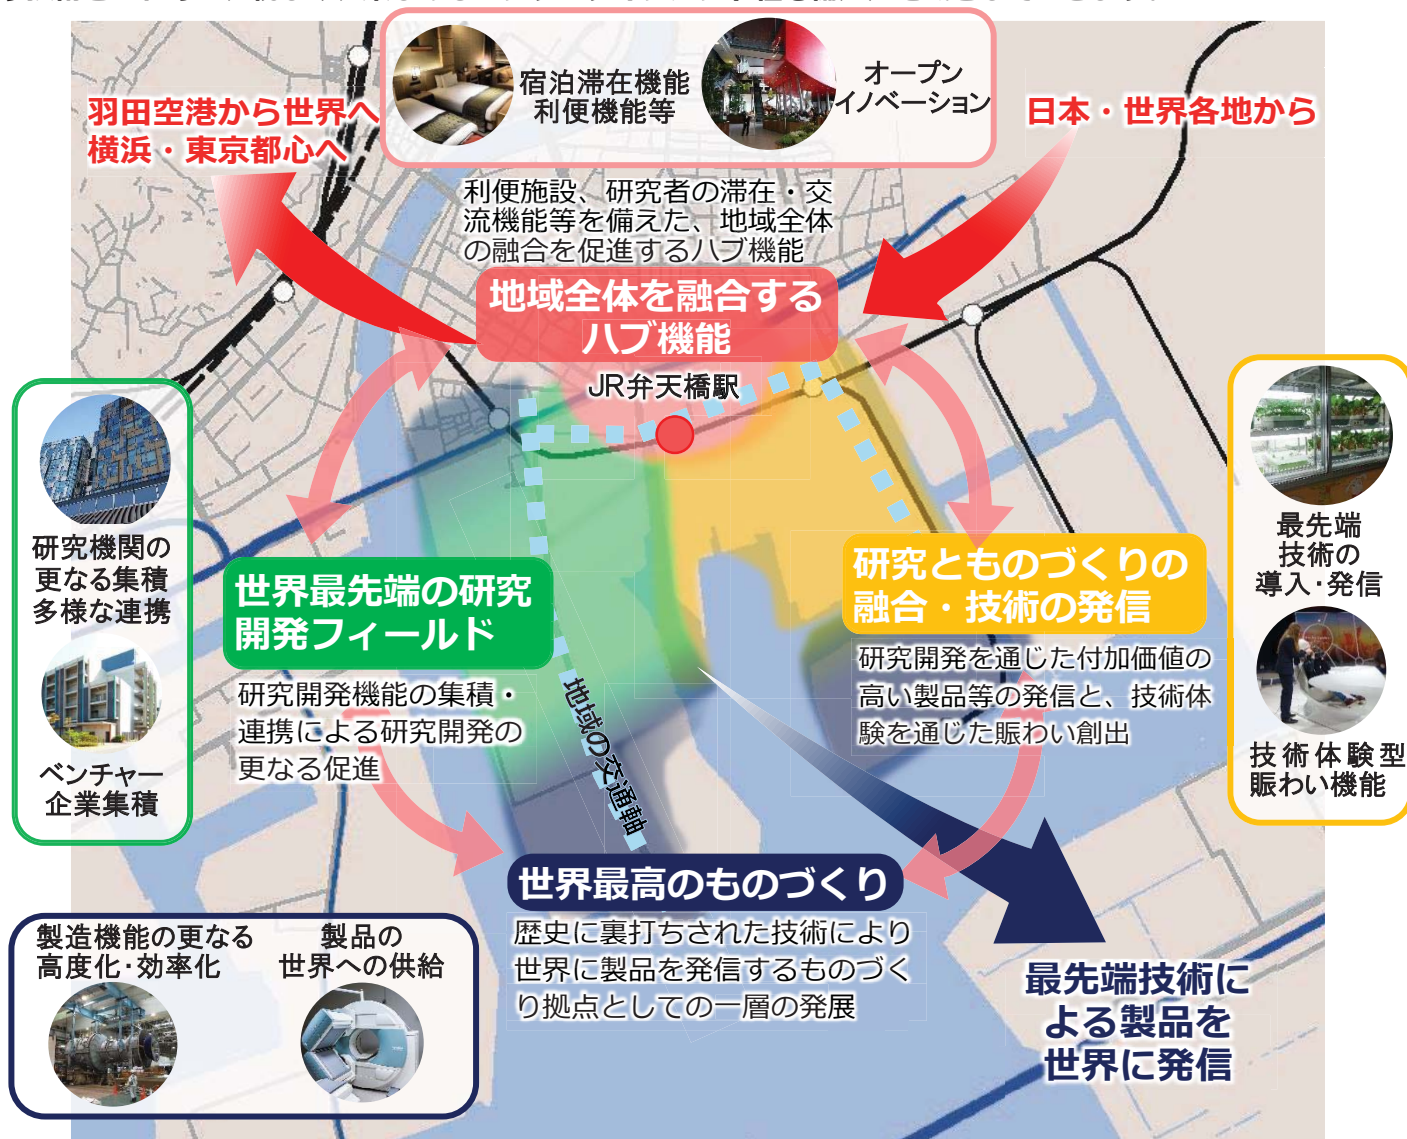 宿泊滞在機能
利便機能等
オープン
イノベーション
羽田空港から世界へ
横浜・東京都心へ
日本・世界各地から
利便施設、研究者の滞在・交
流機能等を備えた、地域全体
の融合を促進するハブ機能
地域全体を融合する
ハブ機能
JR弁天橋駅
研究機関の
更なる集積
多様な連携
ベンチャー
企業集積
世界最先端の研究
開発フィールド
研究開発機能の集積・
連携による研究開発の
更なる促進
地域の交通軸
研究とものづくりの
融合・技術の発信
研究開発を通じた付加価値の
高い製品等の発信と、技術体
験を通じた賑わい創出
最先端
技術の
導入・発信
技術体験型
賑わい機能
世界最高のものづくり
歴史に裏打ちされた技術により
世界に製品を発信するものづく
り拠点としての一層の発展
製造機能の更なる
高度化・効率化
製品の
世界への供給
最先端技術に
よる製品を
世界に発信